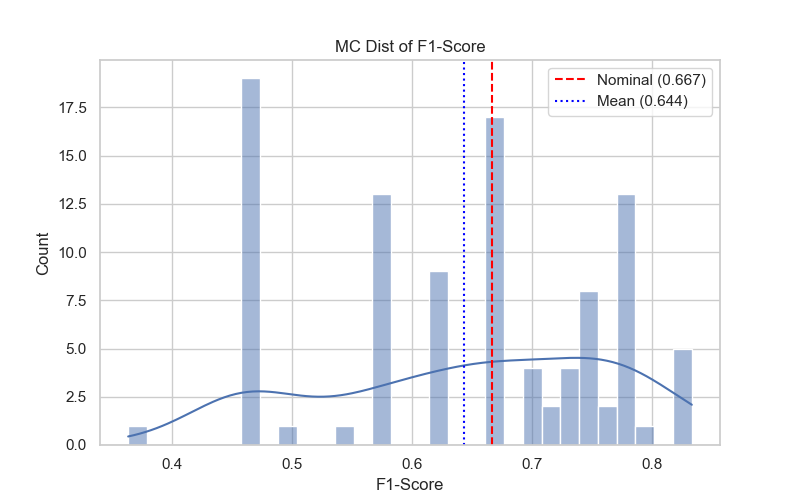 MC Dist of F1-Score
Nominal (0.667)
Mean (0.644)
Count
17.5
15.0
12.5
10.0
7.5
5.0
2.5
0.0
0.4 0.5 0.6 0.7 0.8
F1-Score